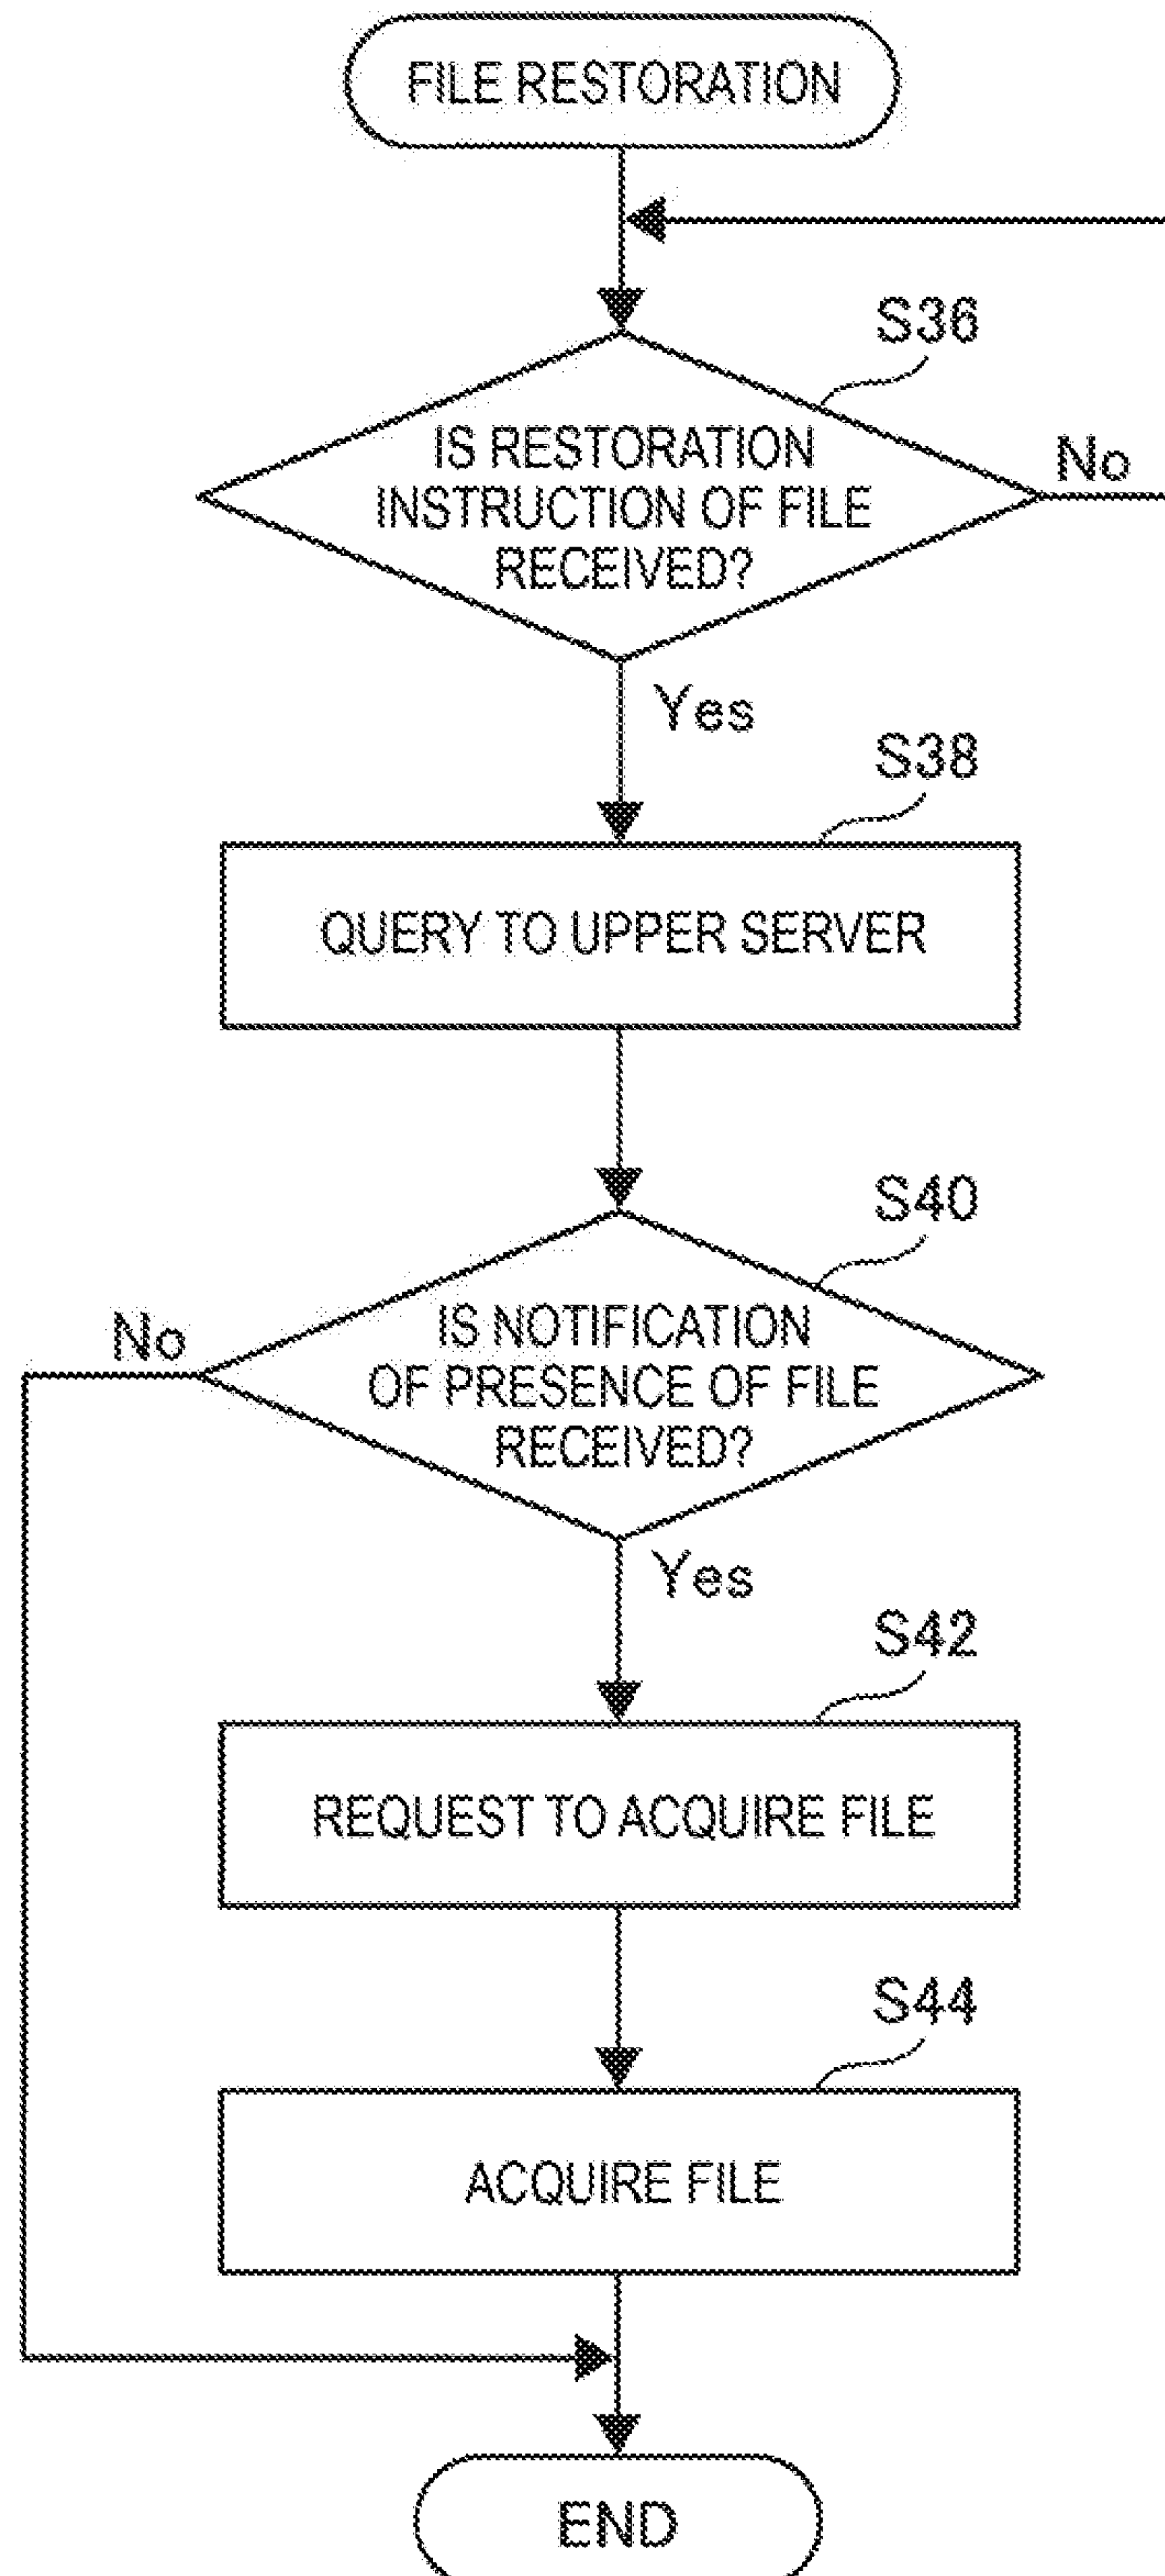 FILE RESTORATION
S36
IS RESTORATION
INSTRUCTION OF FILE
RECEIVED?
No
Yes
S38
QUERY TO UPPER SERVER
S40
IS NOTIFICATION
OF PRESENCE OF FILE
RECEIVED?
No
Yes
S42
REQUEST TO ACQUIRE FILE
S44
ACQUIRE FILE
END